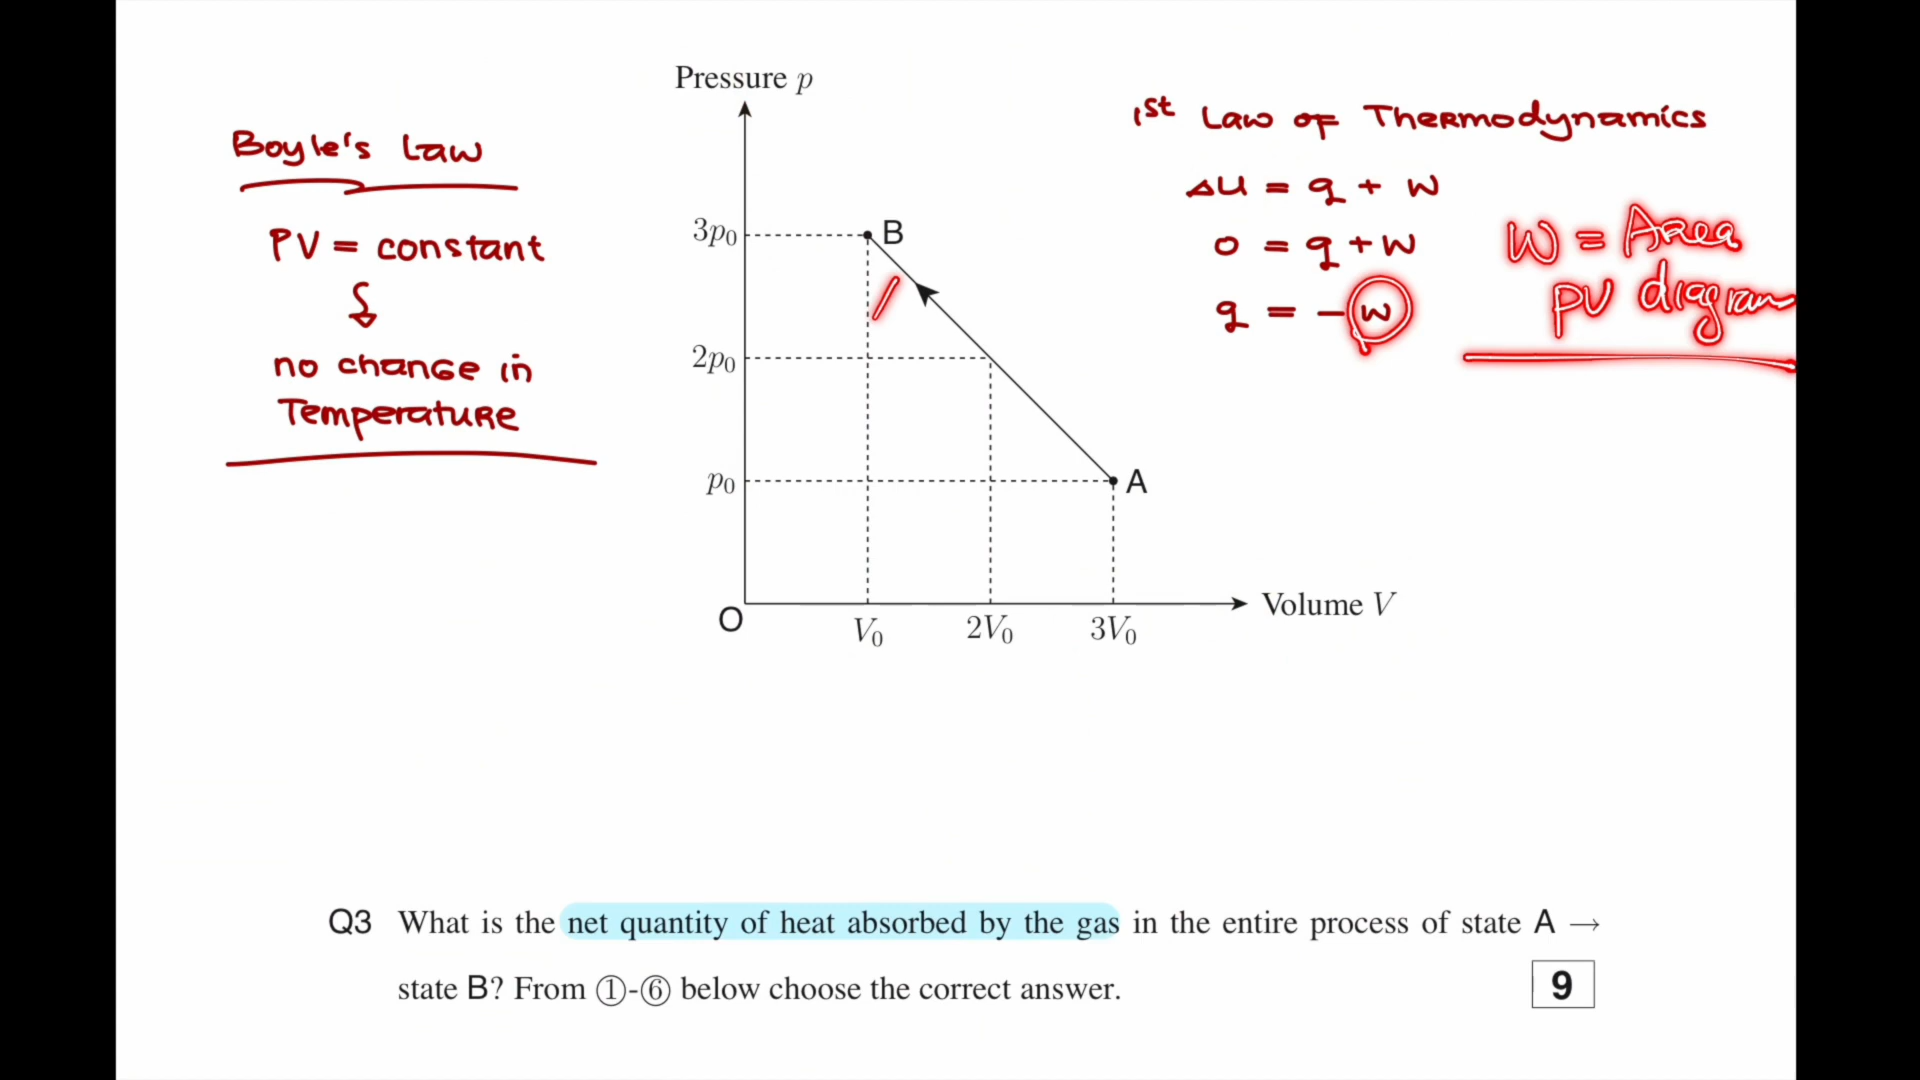 Pressure p
Boyle's Law
PV = constant
no change in
Temperature
1st Law of Thermodynamics
ΔU = q + W
0 = q + W
q = - W
W = Area
PV diagram
3p₀
B
2p₀
p₀
A
O
V₀
2V₀
3V₀
Volume V
Q3 What is the net quantity of heat absorbed by the gas in the entire process of state A →
state B? From ①-⑥ below choose the correct answer.
9